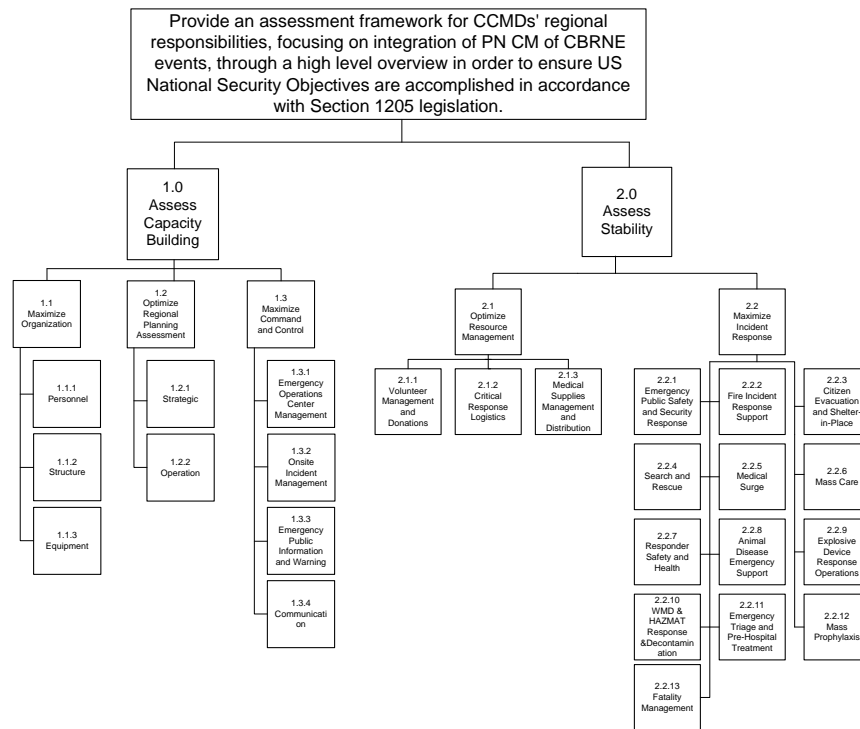 Provide an assessment framework for CCMDs' regional
responsibilities, focusing on integration of PN CM of CBRNE
events, through a high level overview in order to ensure US
National Security Objectives are accomplished in accordance
with Section 1205 legislation.
1.0
Assess
Capacity
Building
2.0
Assess
Stability
1.1
Maximize
Organization
1.2
Optimize
Regional
Planning
Assessment
1.3
Maximize
Command
and Control
2.1
Optimize
Resource
Management
2.2
Maximize
Incident
Response
1.1.1
Personnel
1.1.2
Structure
1.1.3
Equipment
1.2.1
Strategic
1.2.2
Operation
1.3.1
Emergency
Operations
Center
Management
1.3.2
Onsite
Incident
Management
1.3.3
Emergency
Public
Information
and Warning
1.3.4
Communicati
on
2.1.1
Volunteer
Management
and
Donations
2.1.2
Critical
Response
Logistics
2.1.3
Medical
Supplies
Management
and
Distribution
2.2.1
Emergency
Public Safety
and Security
Response
2.2.2
Fire Incident
Response
Support
2.2.3
Citizen
Evacuation
and Shelter-
in-Place
2.2.4
Search and
Rescue
2.2.5
Medical
Surge
2.2.6
Mass Care
2.2.7
Responder
Safety and
Health
2.2.8
Animal
Disease
Emergency
Support
2.2.9
Explosive
Device
Response
Operations
2.2.10
WMD &
HAZMAT
Response
&Decontam
ination
2.2.11
Emergency
Triage and
Pre-Hospital
Treatment
2.2.12
Mass
Prophylaxis
2.2.13
Fatality
Management